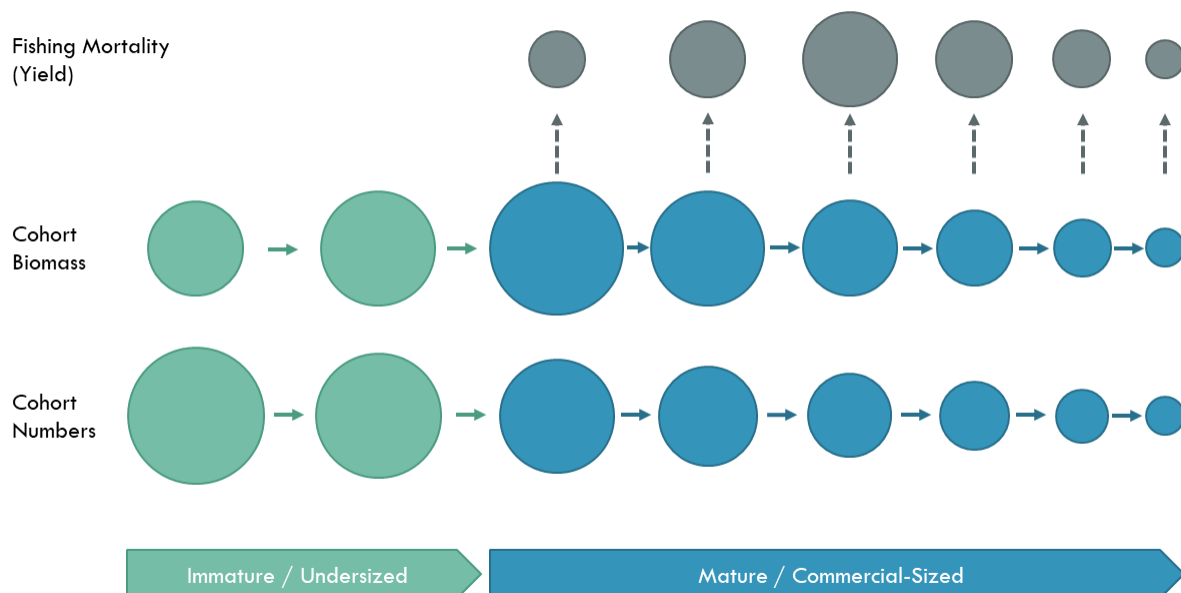 Fishing Mortality
(Yield)
Cohort
Biomass
Cohort
Numbers
Immature / Undersized
Mature / Commercial-Sized